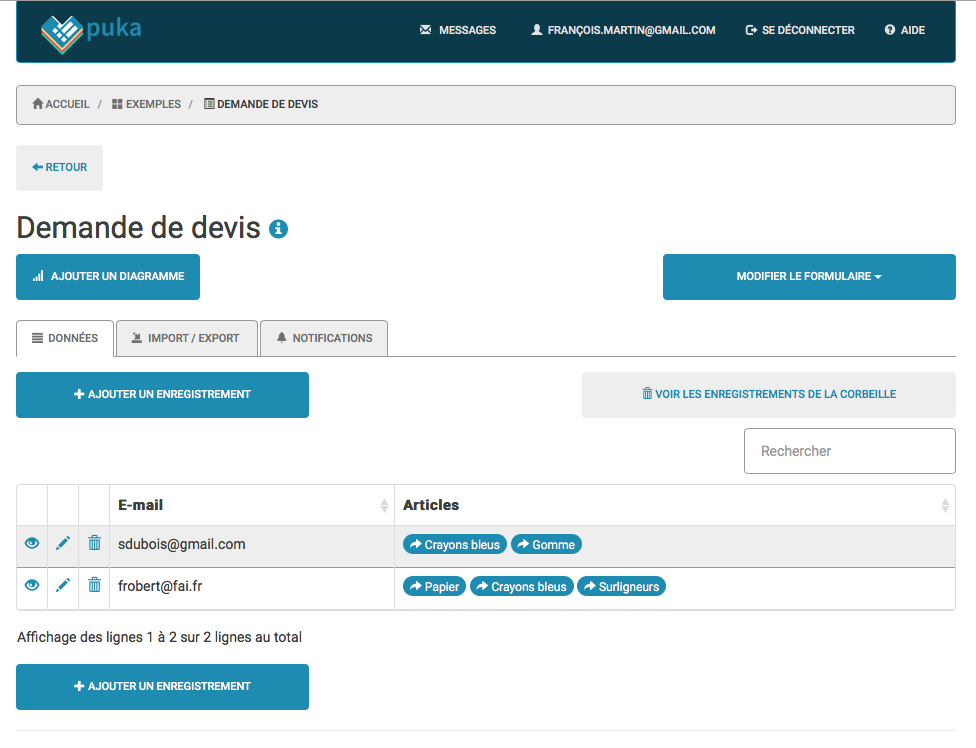 puka
MESSAGES FRANÇOIS.MARTIN@GMAIL.COM SE DÉCONNECTER AIDE
ACCUEIL / EXEMPLES / DEMANDE DE DEVIS
RETOUR
Demande de devis
AJOUTER UN DIAGRAMME MODIFIER LE FORMULAIRE
DONNÉES IMPORT / EXPORT NOTIFICATIONS
AJOUTER UN ENREGISTREMENT VOIR LES ENREGISTREMENTS DE LA CORBEILLE
Rechercher
E-mail Articles
sdubois@gmail.com Crayons bleus Gomme
frobert@fai.fr Papier Crayons bleus Surligneurs
Affichage des lignes 1 à 2 sur 2 lignes au total
AJOUTER UN ENREGISTREMENT